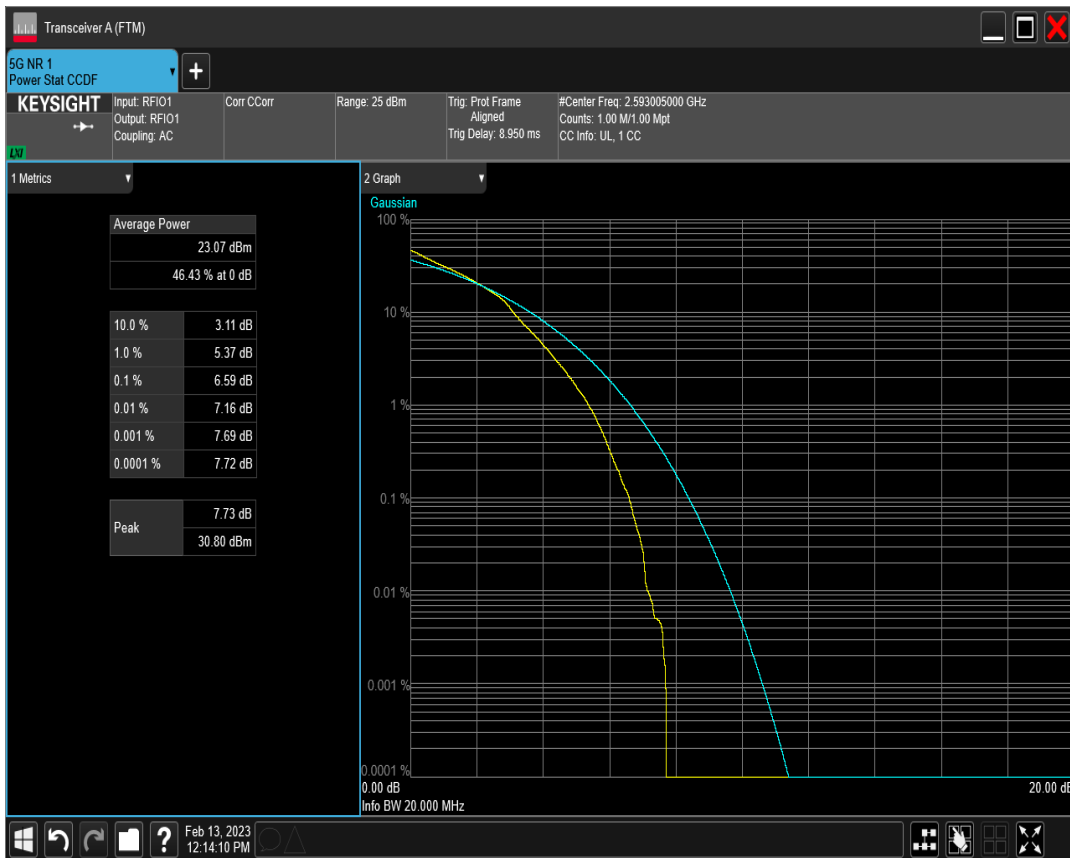 Transceiver A (FTM)
5G NR 1
Power Stat CCDF
+
KEYSIGHT
LXI
Input: RFIO1
Output: RFIO1
Coupling: AC
Corr CCorr
Range: 25 dBm
Trig: Prot Frame
Aligned
Trig Delay: 8.950 ms
#Center Freq: 2.593005000 GHz
Counts: 1.00 M/1.00 Mpt
CC Info: UL, 1 CC
1 Metrics
Average Power
23.07 dBm
46.43 % at 0 dB
10.0 % 3.11 dB
1.0 % 5.37 dB
0.1 % 6.59 dB
0.01 % 7.16 dB
0.001 % 7.69 dB
0.0001 % 7.72 dB
Peak
7.73 dB
30.80 dBm
2 Graph
Gaussian
100 %
10 %
1 %
0.1 %
0.01 %
0.001 %
0.0001 %
0.00 dB 20.00 dB
Info BW 20.000 MHz
?
Feb 13, 2023
12:14:10 PM